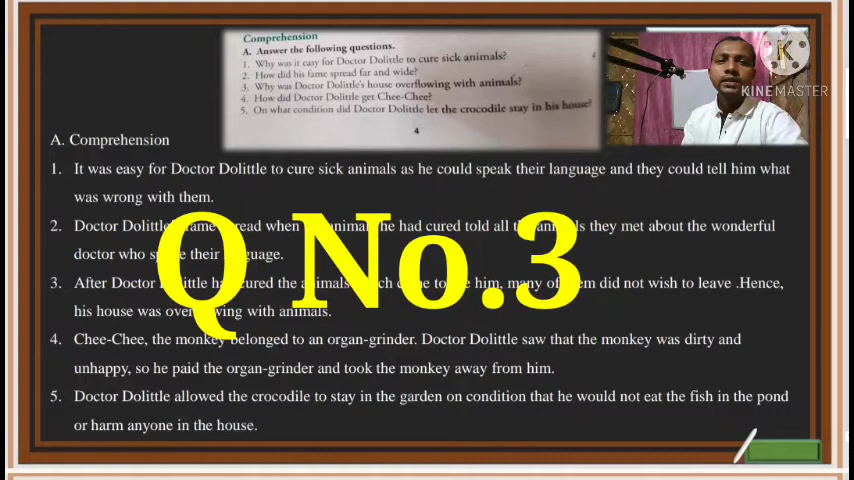 Comprehension
A. Answer the following questions.
1. Why was it easy for Doctor Dolittle to cure sick animals?
2. How did his fame spread far and wide?
3. Why was Doctor Dolittle's house overflowing with animals?
4. How did Doctor Dolittle get Chee-Chee?
5. On what condition did Doctor Dolittle let the crocodile stay in his house?
4
4
K
KINEMASTER
A. Comprehension
1. It was easy for Doctor Dolittle to cure sick animals as he could speak their language and they could tell him what
was wrong with them.
2. Doctor Dolittle's he had cured told all they met about the wonderful
doctor who their
3. After Doctor cured the him, many did not wish to leave .Hence,
his house was with animals.
4. Chee-Chee, the monkey belonged to an organ-grinder. Doctor Dolittle saw that the monkey was dirty and
unhappy, so he paid the organ-grinder and took the monkey away from him.
5. Doctor Dolittle allowed the crocodile to stay in the garden on condition that he would not eat the fish in the pond
or harm anyone in the house.
Q No.3